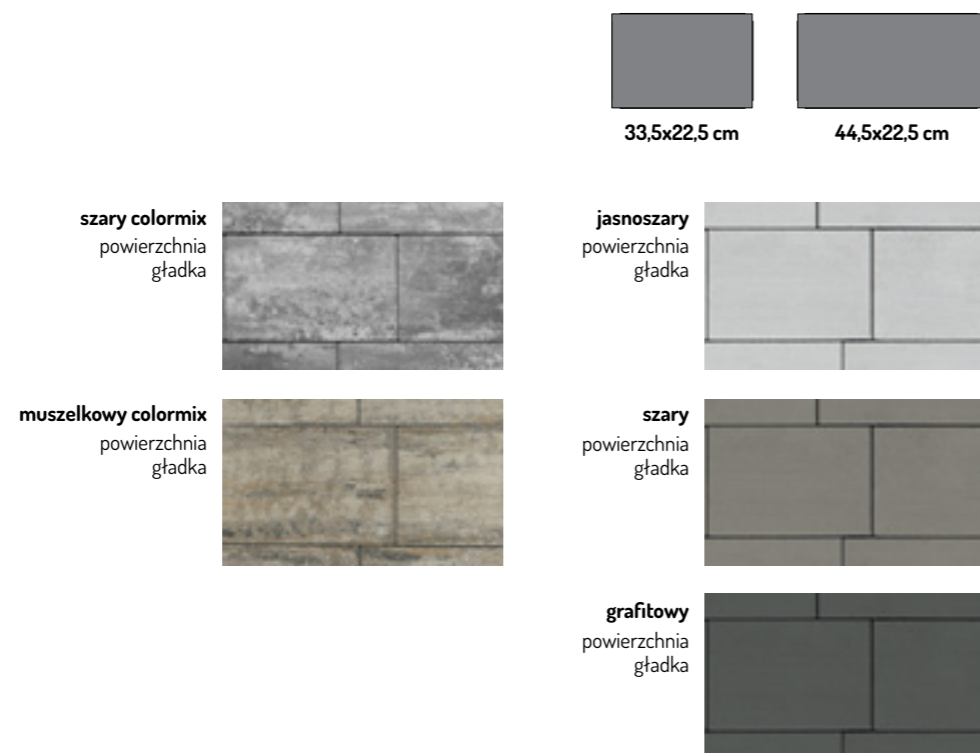 33,5x22,5 cm
44,5x22,5 cm
szary colormix
powierzchnia
gładka
jasnoszary
powierzchnia
gładka
muszelkowy colormix
powierzchnia
gładka
szary
powierzchnia
gładka
grafitowy
powierzchnia
gładka